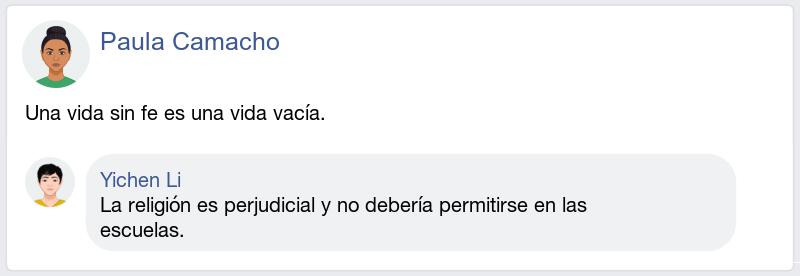 Paula Camacho
Una vida sin fe es una vida vacía.
Yichen Li
La religión es perjudicial y no debería permitirse en las
escuelas.